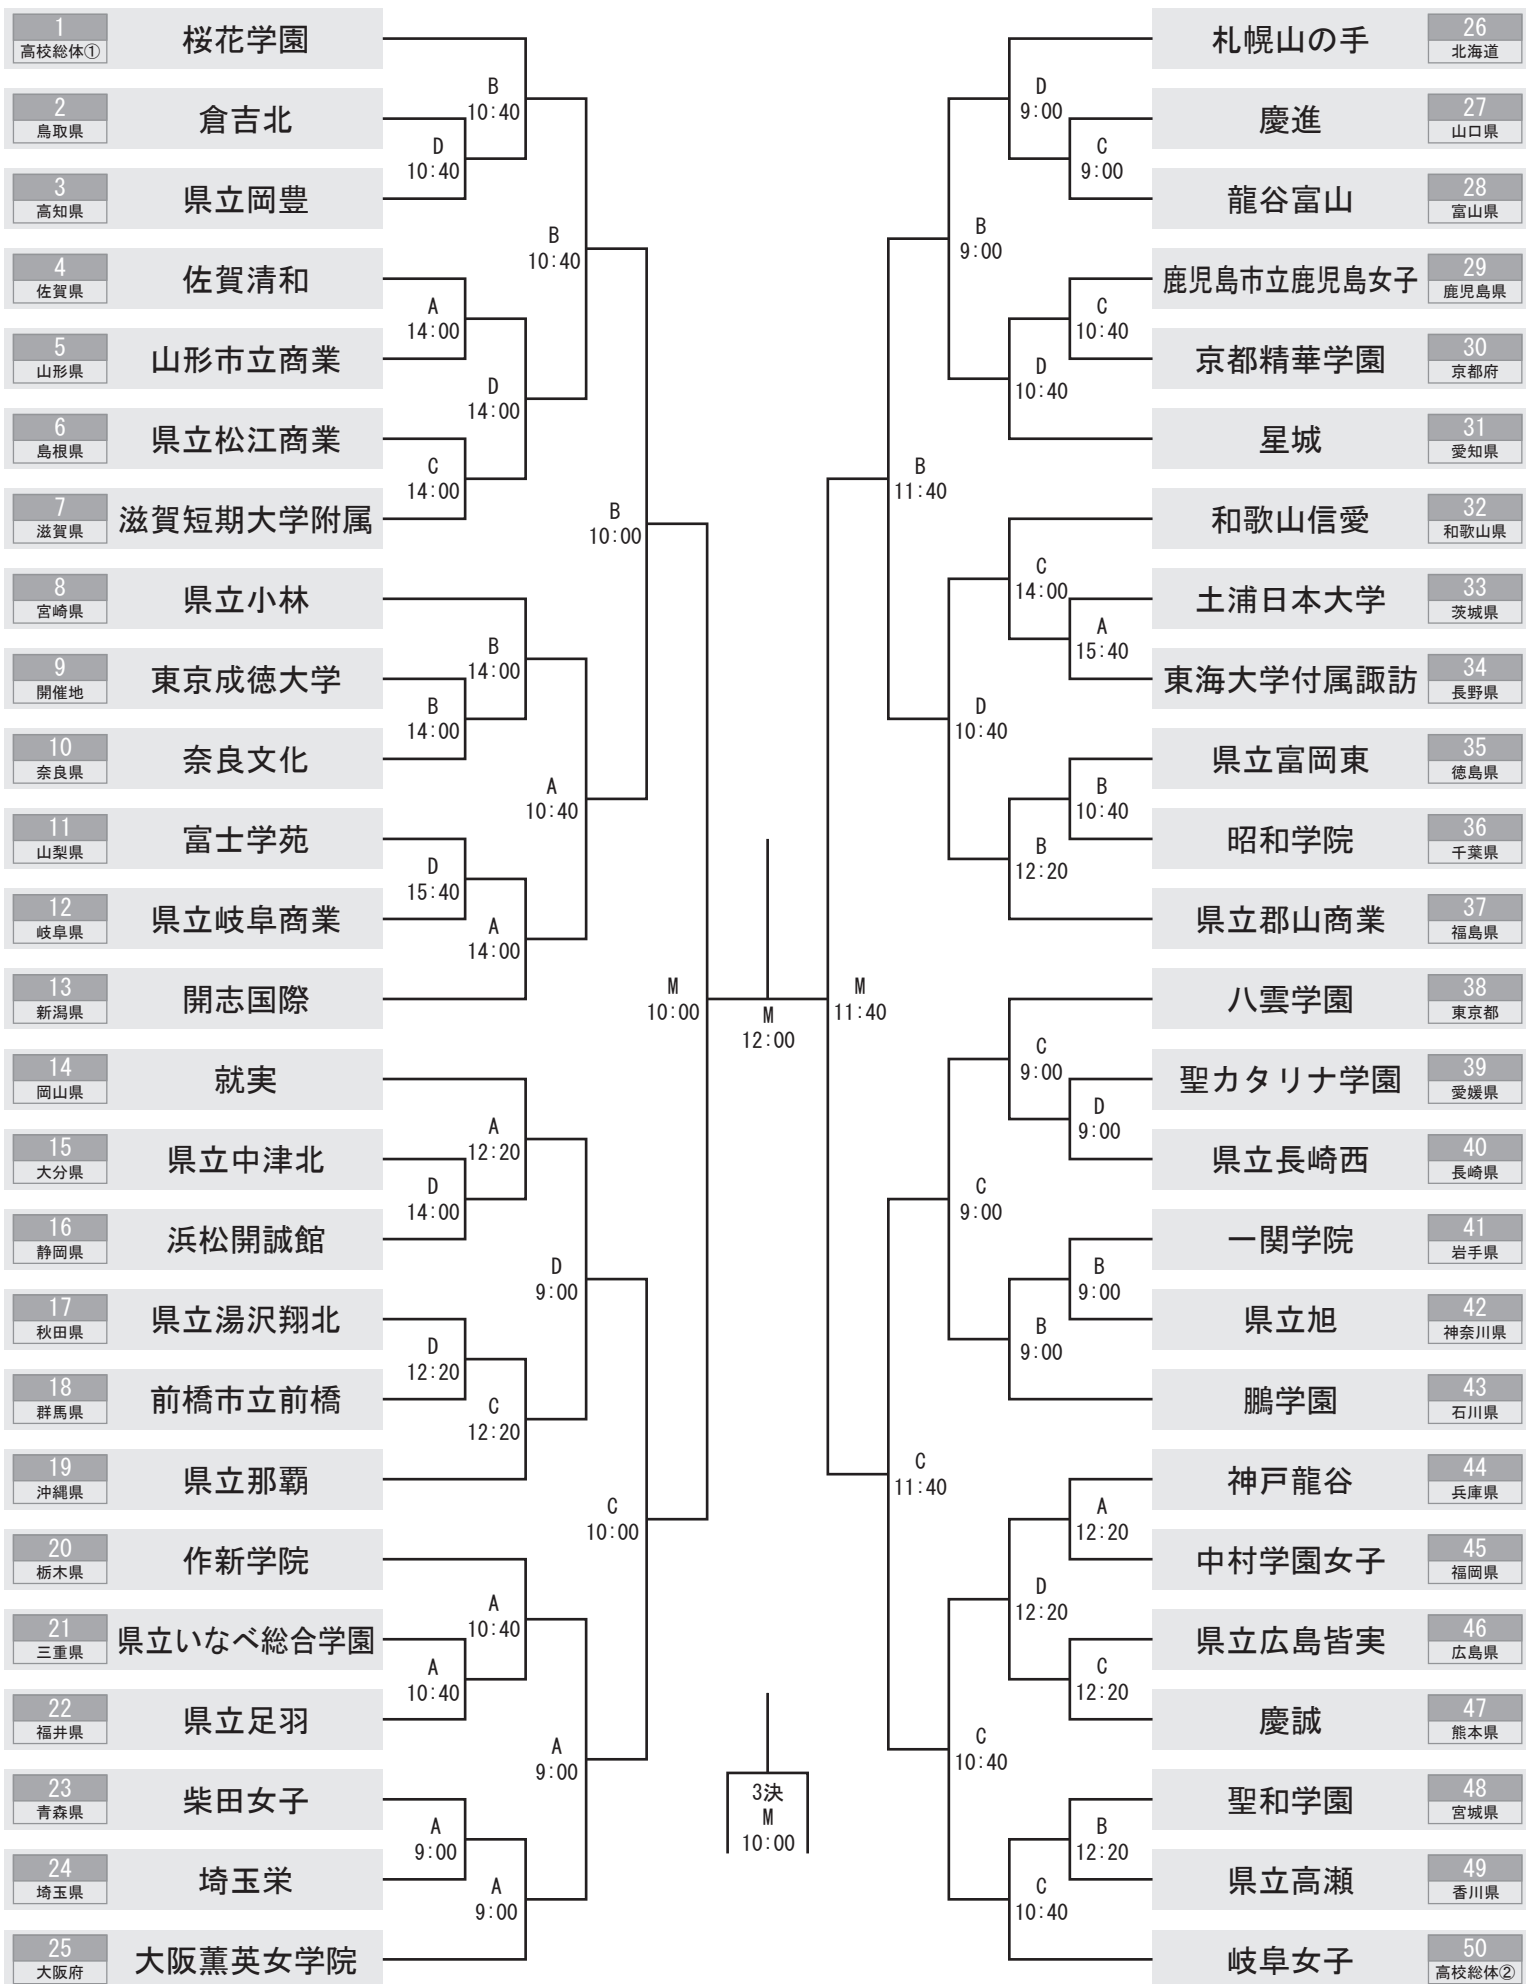 1
高校総体①
桜花学園
2
鳥取県
倉吉北
3
高知県
県立岡豊
4
佐賀県
佐賀清和
5
山形県
山形市立商業
6
島根県
県立松江商業
7
滋賀県
滋賀短期大学附属
8
宮崎県
県立小林
9
開催地
東京成徳大学
10
奈良県
奈良文化
11
山梨県
富士学苑
12
岐阜県
県立岐阜商業
13
新潟県
開志国際
14
岡山県
就実
15
大分県
県立中津北
16
静岡県
浜松開誠館
17
秋田県
県立湯沢翔北
18
群馬県
前橋市立前橋
19
沖縄県
県立那覇
20
栃木県
作新学院
21
三重県
県立いなべ総合学園
22
福井県
県立足羽
23
青森県
柴田女子
24
埼玉県
埼玉栄
25
大阪府
大阪薫英女学院
D
10:40
A
14:00
C
14:00
B
14:00
D
15:40
D
14:00
D
12:20
A
10:40
A
9:00
B
10:40
D
14:00
B
14:00
A
14:00
A
12:20
C
12:20
A
10:40
A
9:00
B
10:40
A
10:40
D
9:00
A
9:00
B
10:00
C
10:00
M
10:00
M
12:00
3決
M
10:00
M
11:40
B
11:40
C
11:40
B
9:00
D
10:40
C
9:00
C
10:40
D
9:00
D
10:40
C
14:00
B
12:20
C
9:00
B
9:00
D
12:20
C
10:40
C
9:00
C
10:40
A
15:40
B
10:40
D
9:00
B
9:00
A
12:20
C
12:20
B
12:20
札幌山の手
26
北海道
慶進
27
山口県
龍谷富山
28
富山県
鹿児島市立鹿児島女子
29
鹿児島県
京都精華学園
30
京都府
星城
31
愛知県
和歌山信愛
32
和歌山県
土浦日本大学
33
茨城県
東海大学付属諏訪
34
長野県
県立富岡東
35
徳島県
昭和学院
36
千葉県
県立郡山商業
37
福島県
八雲学園
38
東京都
聖カタリナ学園
39
愛媛県
県立長崎西
40
長崎県
一関学院
41
岩手県
県立旭
42
神奈川県
鵬学園
43
石川県
神戸龍谷
44
兵庫県
中村学園女子
45
福岡県
県立広島皆実
46
広島県
慶誠
47
熊本県
聖和学園
48
宮城県
県立高瀬
49
香川県
岐阜女子
50
高校総体②